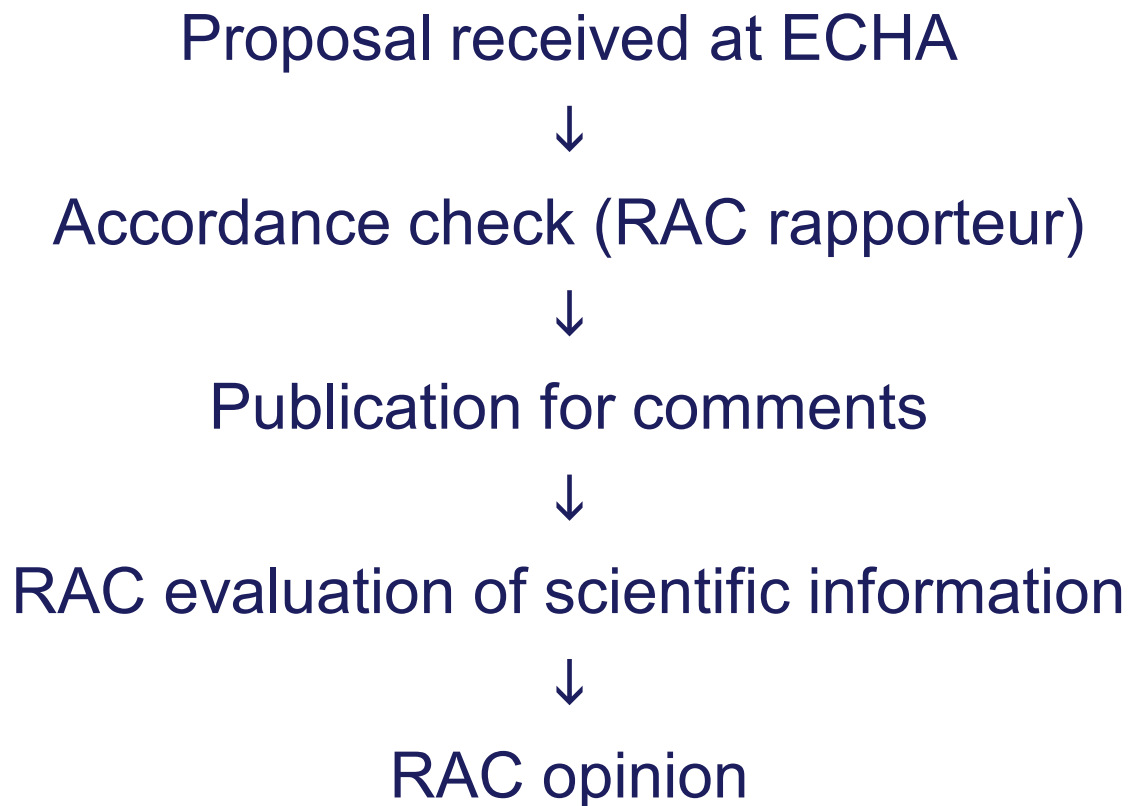 Proposal received at ECHA
↓
Accordance check (RAC rapporteur)
↓
Publication for comments
↓
RAC evaluation of scientific information
↓
RAC opinion